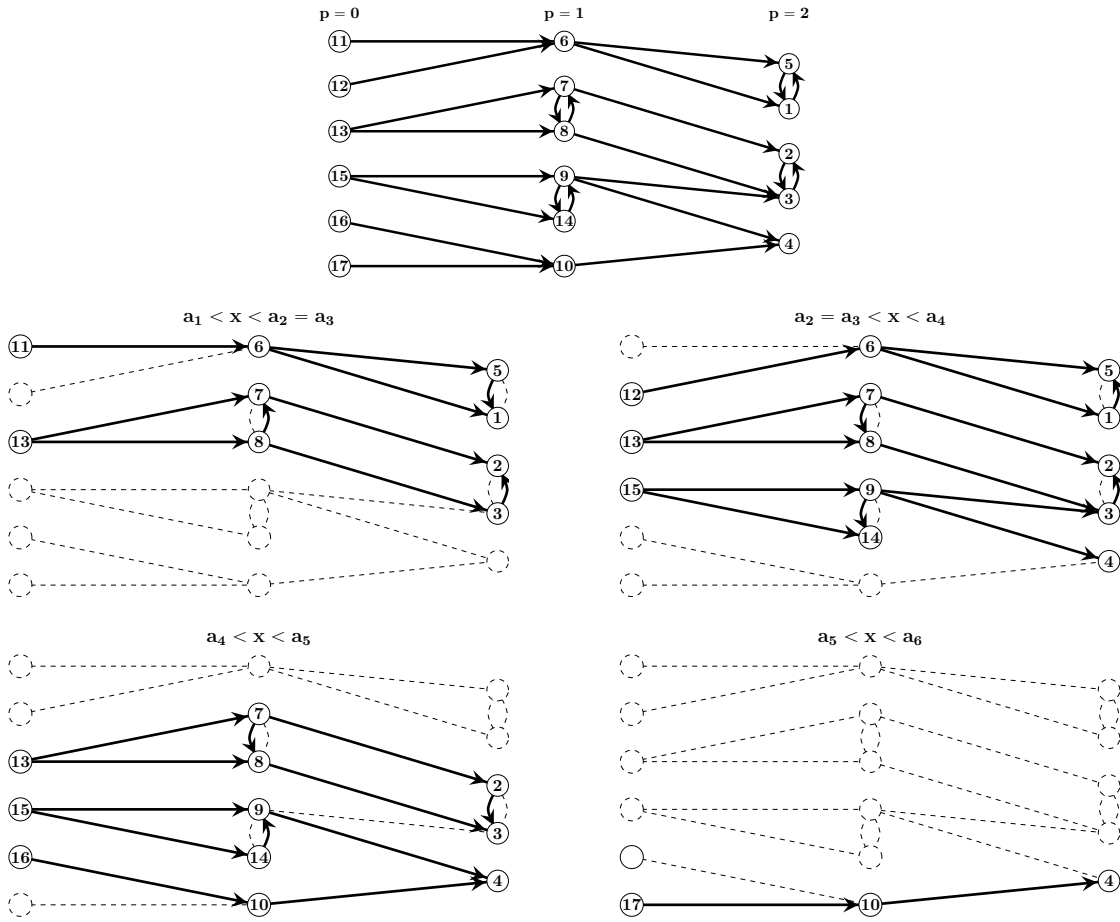 p = 0 p = 1 p = 2
11 6
5
12 7 1
13 8 2
15 9 3
16 14 4
17 10
a₁ < x < a₂ = a₃ a₂ = a₃ < x < a₄
11 6 6
5 5
7 12 7
1 1
13 8 13 8
2 2
15 9
3 3
14
4
a₄ < x < a₅ a₅ < x < a₆
7
13 8
2
15 9
3
16 14
4 4
10 17 10